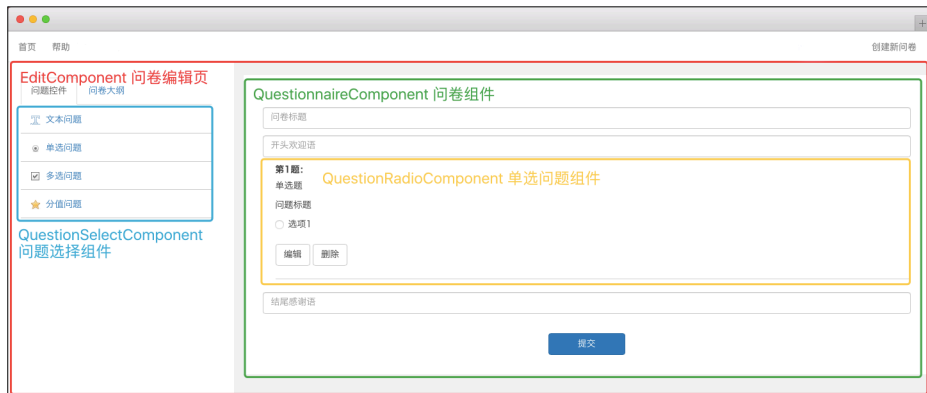 首页 帮助 创建新问卷
EditComponent 问卷编辑页
问题控件 问卷大纲
文本问题
单选问题
多选问题
分值问题
QuestionSelectComponent
问题选择组件
QuestionnaireComponent 问卷组件
问卷标题
开头欢迎语
第1题:
QuestionRadioComponent 单选问题组件
单选题
问题标题
选项1
编辑 删除
结尾感谢语
提交